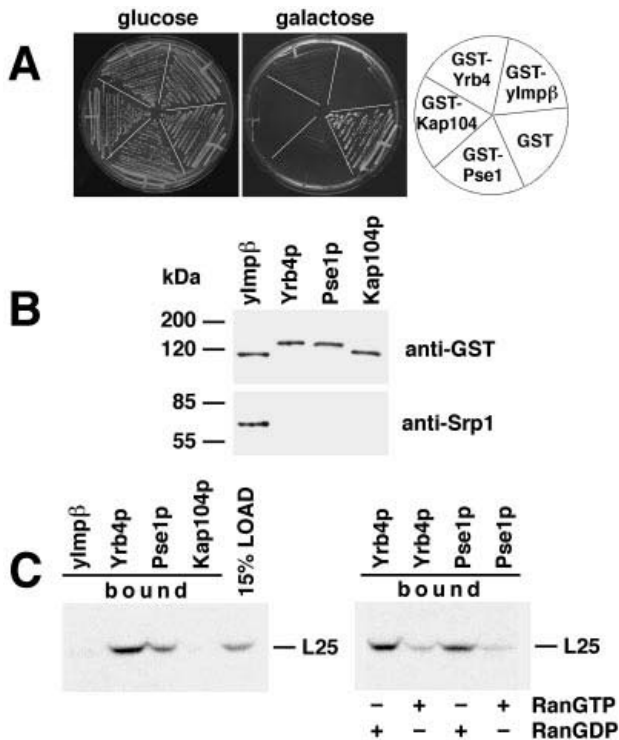 glucose galactose
A
GST-
Yrb4
GST-
yImpβ
GST-
Kap104
GST-
Pse1
GST
B
kDa
yImpβ
Yrb4p
Pse1p
Kap104p
200
120
anti-GST
85
55
anti-Srp1
C
yImpβ
Yrb4p
Pse1p
Kap104p
15% LOAD
bound
L25
Yrb4p
Yrb4p
Pse1p
Pse1p
bound
L25
− + − + RanGTP
+ − + − RanGDP